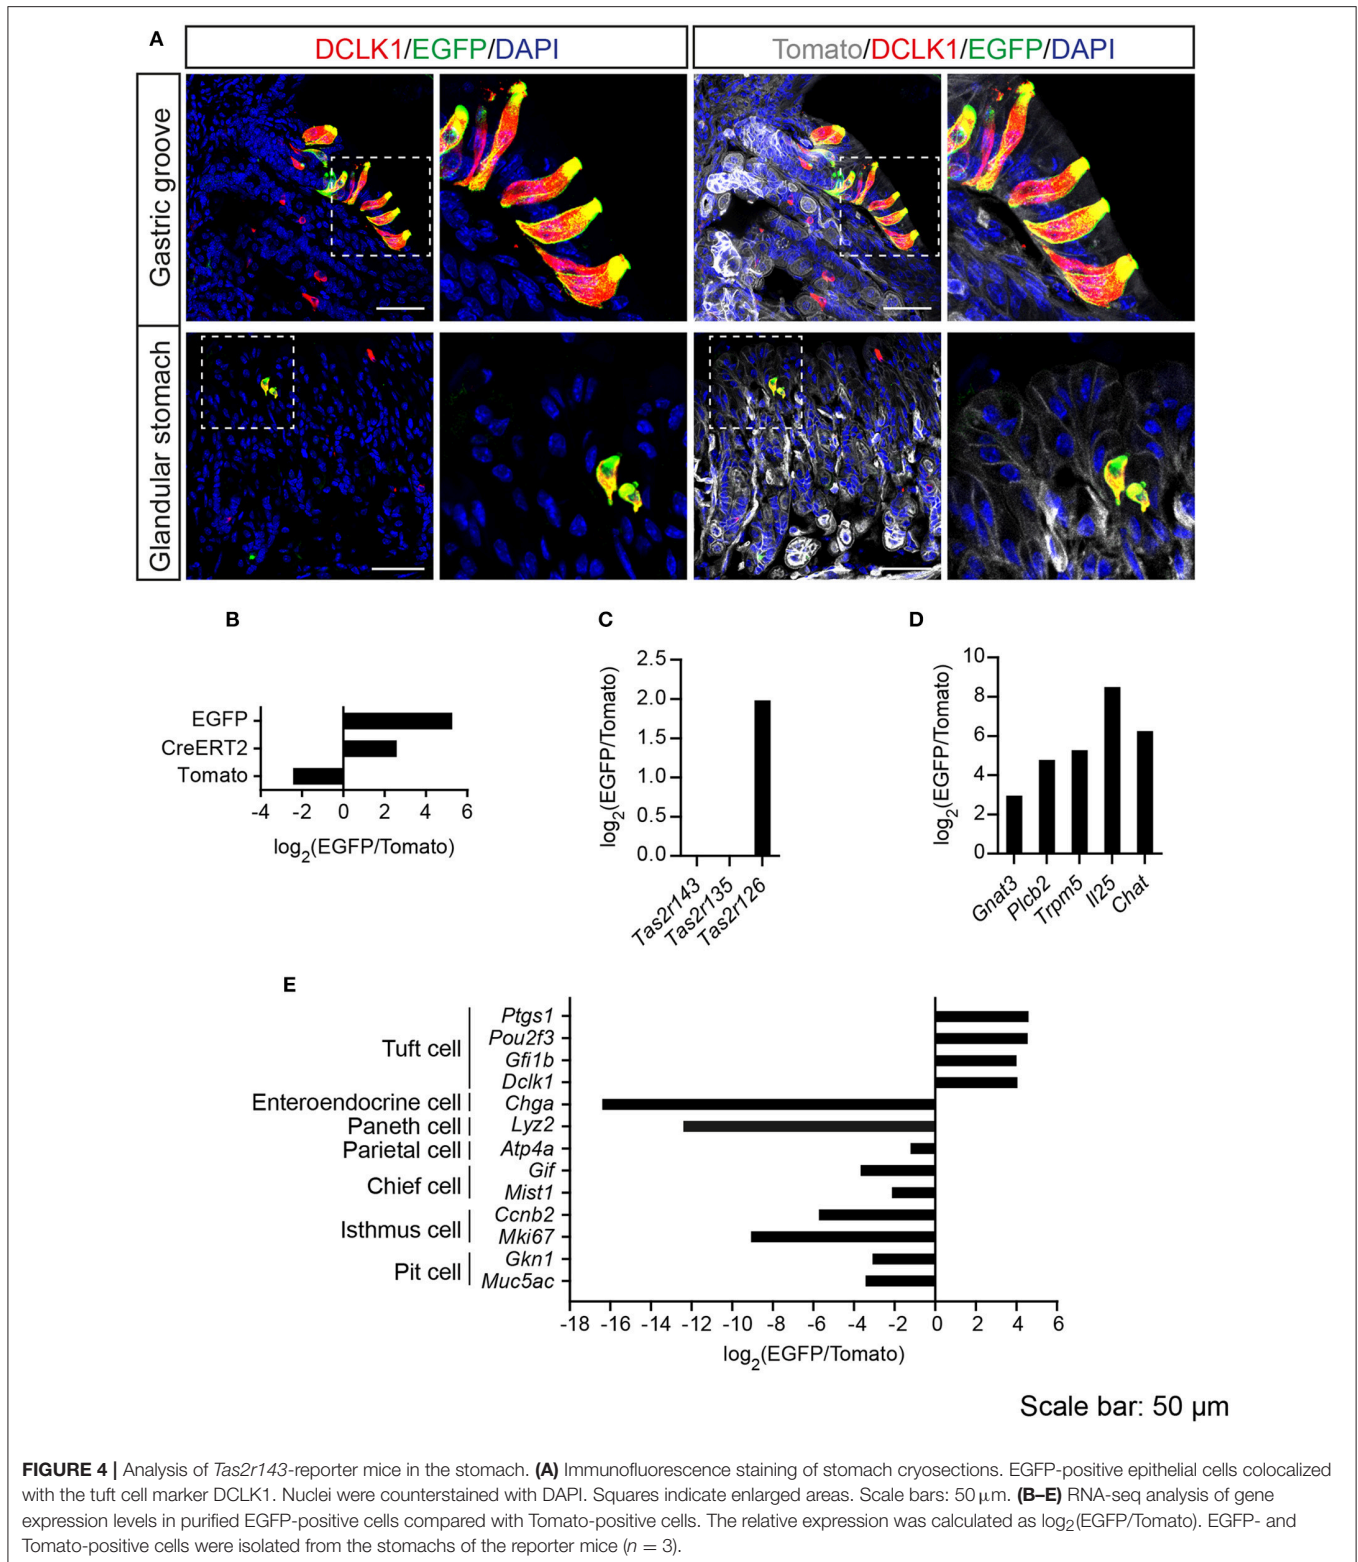 A
DCLK1/EGFP/DAPI
Tomato/DCLK1/EGFP/DAPI
Gastric groove
Glandular stomach
B
EGFP
CreERT2
Tomato
-4 -2 0 2 4 6
log2(EGFP/Tomato)
C
log2(EGFP/Tomato)
2.5
2.0
1.5
1.0
0.5
0.0
Tas2r143
Tas2r135
Tas2r126
D
log2(EGFP/Tomato)
10
8
6
4
2
0
Gnat3
Plcb2
Trpm5
Il25
Chat
E
Tuft cell
Ptgs1
Pou2f3
Gfi1b
Dclk1
Enteroendocrine cell Chga
Paneth cell Lyz2
Parietal cell Atp4a
Chief cell
Gif
Mist1
Isthmus cell
Ccnb2
Mki67
Pit cell
Gkn1
Muc5ac
-18 -16 -14 -12 -10 -8 -6 -4 -2 0 2 4 6
log2(EGFP/Tomato)
Scale bar: 50 µm
FIGURE 4 | Analysis of Tas2r143-reporter mice in the stomach. (A) Immunofluorescence staining of stomach cryosections. EGFP-positive epithelial cells colocalized
with the tuft cell marker DCLK1. Nuclei were counterstained with DAPI. Squares indicate enlarged areas. Scale bars: 50 µm. (B–E) RNA-seq analysis of gene
expression levels in purified EGFP-positive cells compared with Tomato-positive cells. The relative expression was calculated as log2(EGFP/Tomato). EGFP- and
Tomato-positive cells were isolated from the stomachs of the reporter mice (n = 3).